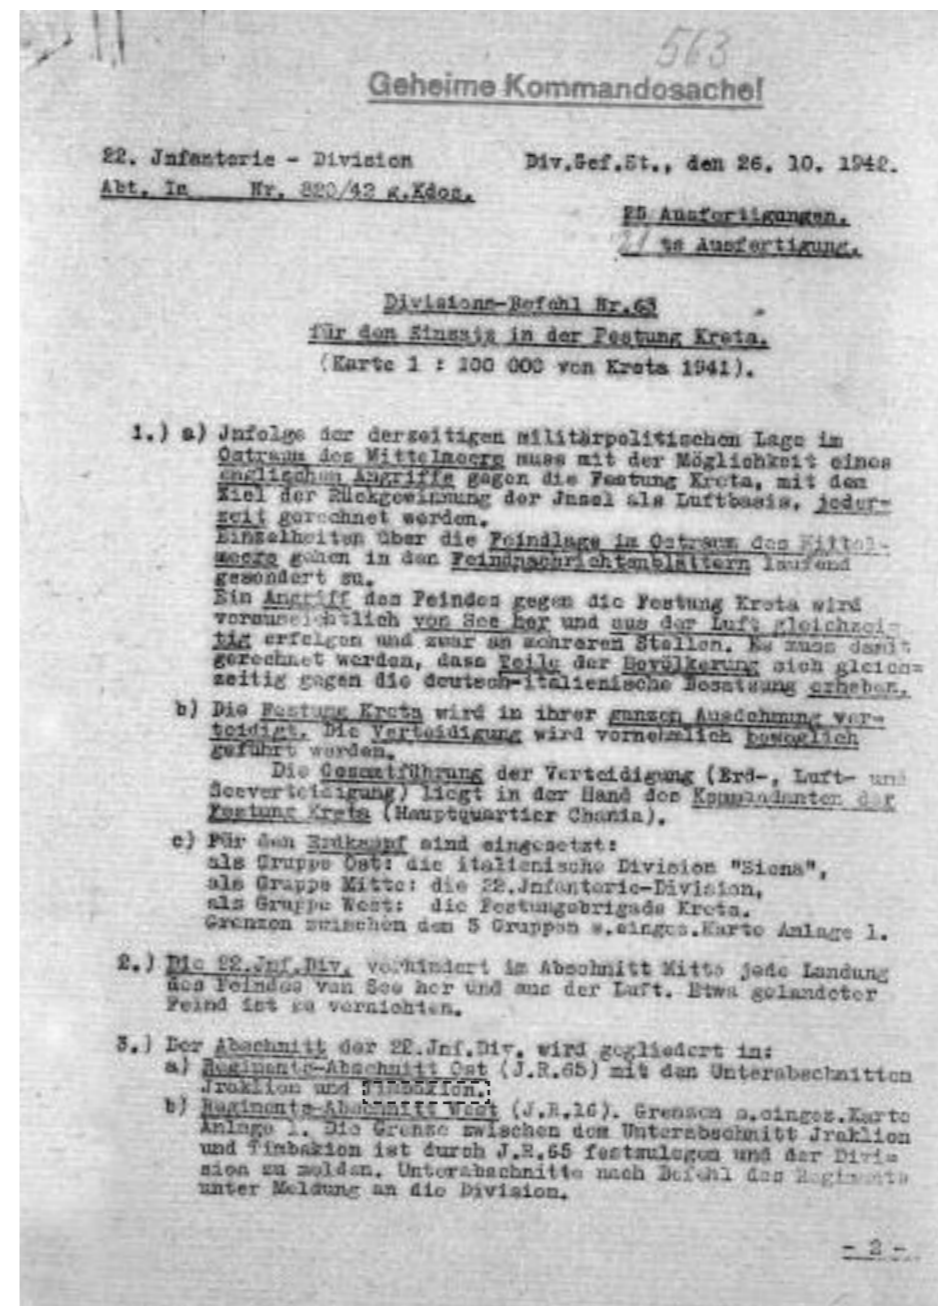 563
Geheime Kommandosache!
22. Jnfanterie - Division Div.Gef.St., den 26. 10. 1942.
Abt. Ia Nr. 820/42 g.Kdos.
25 Ausfertigungen.
21 te Ausfertigung.
Divisions-Befehl Nr.63
für den Einsatz in der Festung Kreta.
(Karte 1 : 100 000 von Kreta 1941).
1.) a) Jnfolge der derzeitigen militärpolitischen Lage im
Ostraum des Mittelmeers muss mit der Möglichkeit eines
englischen Angriffs gegen die Festung Kreta, mit dem
Ziel der Rückgewinnung der Jnsel als Luftbasis, jeder-
zeit gerechnet werden.
Einzelheiten über die Feindlage im Ostraum des Mittel-
meers gehen in den Feindnachrichtenblättern laufend
gesondert zu.
Ein Angriff des Feindes gegen die Festung Kreta wird
voraussichtlich von See her und aus der Luft gleichzei-
tig erfolgen und zwar an mehreren Stellen. Es muss damit
gerechnet werden, dass Teile der Bevölkerung sich gleich=
zeitig gegen die deutsch-italienische Besatzung erheben.
b) Die Festung Kreta wird in ihrer ganzen Ausdehnung ver-
teidigt. Die Verteidigung wird vornehmlich beweglich
geführt werden.
Die Gesamtführung der Verteidigung (Erd-, Luft- und
Seeverteidigung) liegt in der Hand des Kommandanten der
Festung Kreta (Hauptquartier Chania).
c) Für den Erdkampf sind eingesetzt:
als Gruppe Ost: die italienische Division "Siena",
als Gruppe Mitte: die 22.Jnfanterie-Division,
als Gruppe West: die Festungsbrigade Kreta.
Grenzen zwischen den 3 Gruppen s.einges.Karte Anlage 1.
2.) Die 22.Jnf.Div. verhindert im Abschnitt Mitte jede Landung
des Feindes von See her und aus der Luft. Etwa gelandeter
Feind ist zu vernichten.
3.) Der Abschnitt der 22.Jnf.Div. wird gegliedert in:
a) Regiments-Abschnitt Ost (J.R.65) mit den Unterabschnitten
Jraklion und Timbakion.
b) Regiments-Abschnitt West (J.R.16). Grenzen s.einges.Karte
Anlage 1. Die Grenze zwischen dem Unterabschnitt Jraklion
und Timbakion ist durch J.R.65 festzulegen und der Divi=
sion zu melden. Unterabschnitte nach Befehl des Regiments
unter Meldung an die Division.
- 2 -